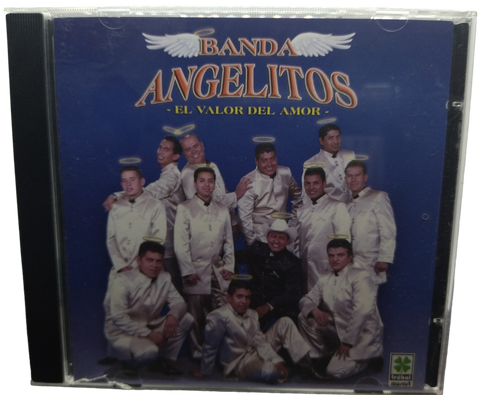 BANDA
ANGELITOS
- EL VALOR DEL AMOR -